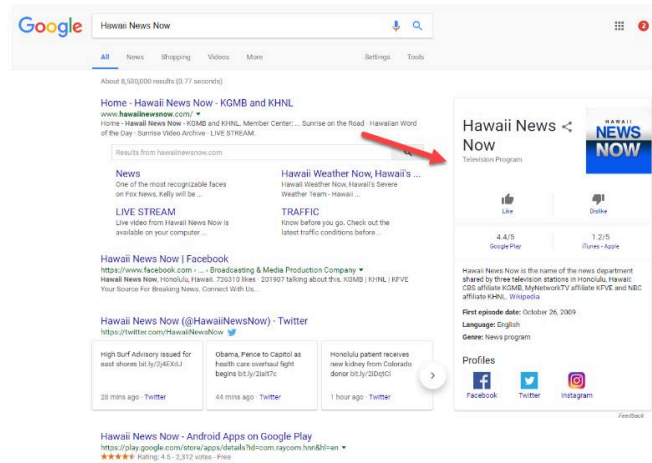 Google
Hawaii News Now
2
All News Shopping Videos More Settings Tools
About 8,530,000 results (0.77 seconds)
Home - Hawaii News Now - KGMB and KHNL
www.hawaiinewsnow.com/
Home - Hawaii News Now - KGMB and KHNL. Member Center: ... Sunrise on the Road · Hawaiian Word
of the Day · Sunrise Video Archive · LIVE STREAM.
Results from hawaiinewsnow.com
News
One of the most recognizable faces
on Fox News, Kelly will be ...
Hawaii Weather Now, Hawaii's ...
Hawaii Weather Now, Hawaii's Severe
Weather Team - Hawaii ...
LIVE STREAM
Live video from Hawaii News Now is
available on your computer ...
TRAFFIC
Know before you go. Check out the
latest traffic conditions before ...
Hawaii News Now | Facebook
https://www.facebook.com › ... › Broadcasting & Media Production Company
Hawaii News Now, Honolulu, Hawaii. 736310 likes · 201907 talking about this. KGMB | KHNL | KFVE
Your Source For Breaking News. Connect With Us...
Hawaii News Now (@HawaiiNewsNow) · Twitter
https://twitter.com/HawaiiNewsNow
High Surf Advisory issued for
east shores bit.ly/2j4EXdJ
28 mins ago · Twitter
Obama, Pence to Capitol as
health care overhaul fight
begins
44 mins ago · Twitter
Honolulu patient receives
new kidney from Colorado
donor
1 hour ago · Twitter
Hawaii News Now - Android Apps on Google Play
https://play.google.com/store/apps/details?id=com.raycom.hnn&hl=en
Rating: 4.5 - 2,312 votes - Free
Hawaii News
Now
Television Program
HAWAII
NEWS
NOW
Like
Dislike
4.4/5
Google Play
1.2/5
iTunes - Apple
Hawaii News Now is the name of the news department
shared by three television stations in Honolulu, Hawaii:
CBS affiliate KGMB, MyNetworkTV affiliate KFVE and NBC
affiliate KHNL. Wikipedia
First episode date: October 26, 2009
Language: English
Genre: News program
Profiles
Facebook
Twitter
Instagram
Feedback